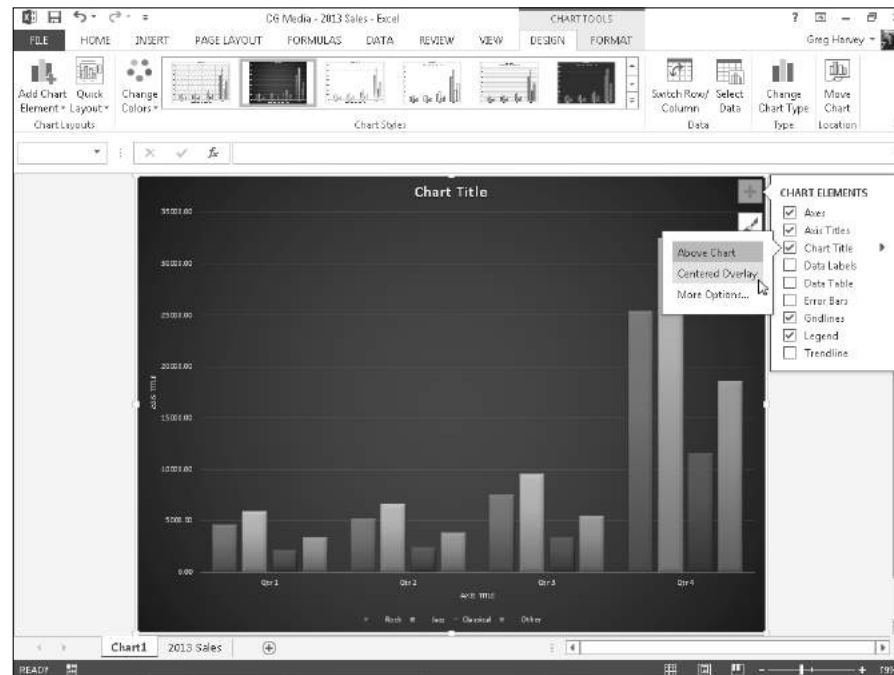 CG Media - 2013 Sales - Excel
CHART TOOLS
?
FILE HOME INSERT PAGE LAYOUT FORMULAS DATA REVIEW VIEW DESIGN FORMAT
Greg Harvey
Add Chart Element
Quick Layout
Change Colors
Switch Row/ Column
Select Data
Change Chart Type
Move Chart
Chart Layouts
Chart Styles
Data
Type
Location
fx
Chart Title
CHART ELEMENTS
Axes
Axis Titles
Chart Title
Data Labels
Data Table
Error Bars
Gridlines
Legend
Trendline
Above Chart
Centered Overlay
More Options...
35000.00
30000.00
25000.00
20000.00
15000.00
10000.00
5000.00
0.00
AXIS TITLE
Qtr 1 Qtr 2 Qtr 3 Qtr 4
AXIS TITLE
Rock Jazz Classical Other
Chart1 2013 Sales
READY